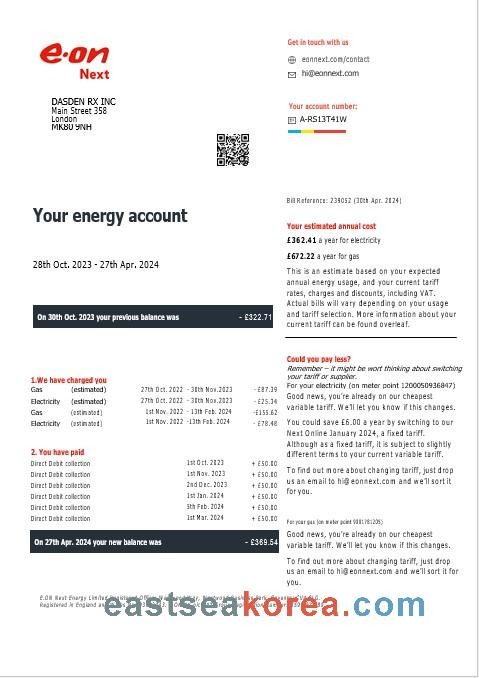 e·on
Next
DASDEN RX INC
Main Street 358
London
MK80 9NH
Get in touch with us
eonnext.com/contact
hi@eonnext.com
Your account number:
A-RS13T41W
Bill Reference: 239052 (30th Apr. 2024)
Your energy account
28th Oct. 2023 - 27th Apr. 2024
On 30th Oct. 2023 your previous balance was - £322.71
1.We have charged you
Gas (estimated) 27th Oct. 2022 - 30th Nov.2023 -£87.39
Electricity (estimated) 27th Oct. 2022 - 30th Nov.2023 -£25.34
Gas (estimated) 1st Nov. 2022 -13th Feb. 2024 -£155.62
Electricity (estimated) 1st Nov. 2022 -13th Feb. 2024 -£78.48
2. You have paid
Direct Debit collection 1st Oct. 2023 + £50.00
Direct Debit collection 1st Nov. 2023 + £50.00
Direct Debit collection 2nd Dec. 2023 + £50.00
Direct Debit collection 1st Jan. 2024 + £50.00
Direct Debit collection 5th Feb. 2024 + £50.00
Direct Debit collection 1st Mar. 2024 + £50.00
On 27th Apr. 2024 your new balance was - £369.54
Your estimated annual cost
£362.41 a year for electricity
£672.22 a year for gas
This is an estimate based on your expected
annual energy usage, and your current tariff
rates, charges and discounts, including VAT.
Actual bills will vary depending on your usage
and tariff selection. More information about your
current tariff can be found overleaf.
Could you pay less?
Remember – it might be wort thinking about switching
your tariff or supplier.
For your electricity (on meter point 1200050936847)
Good news, you're already on our cheapest
variable tariff. We'll let you know if this changes.
You could save £6.00 a year by switching to our
Next Online January 2024, a fixed tariff.
Although as a fixed tariff, it is subject to slightly
different terms to your current variable tariff.
To find out more about changing tariff, just drop
us an email to hi@eonnext.com and we'll sort it
for you.
For your gas (on meter point 9301781205)
Good news, you're already on our cheapest
variable tariff. We'll let you know if this changes.
To find out more about changing tariff, just drop
us an email to hi@eonnext.com and we'll sort it for
you.
E.ON Next Energy Limited Registered Office
Registered in England and
eastseakorea.com